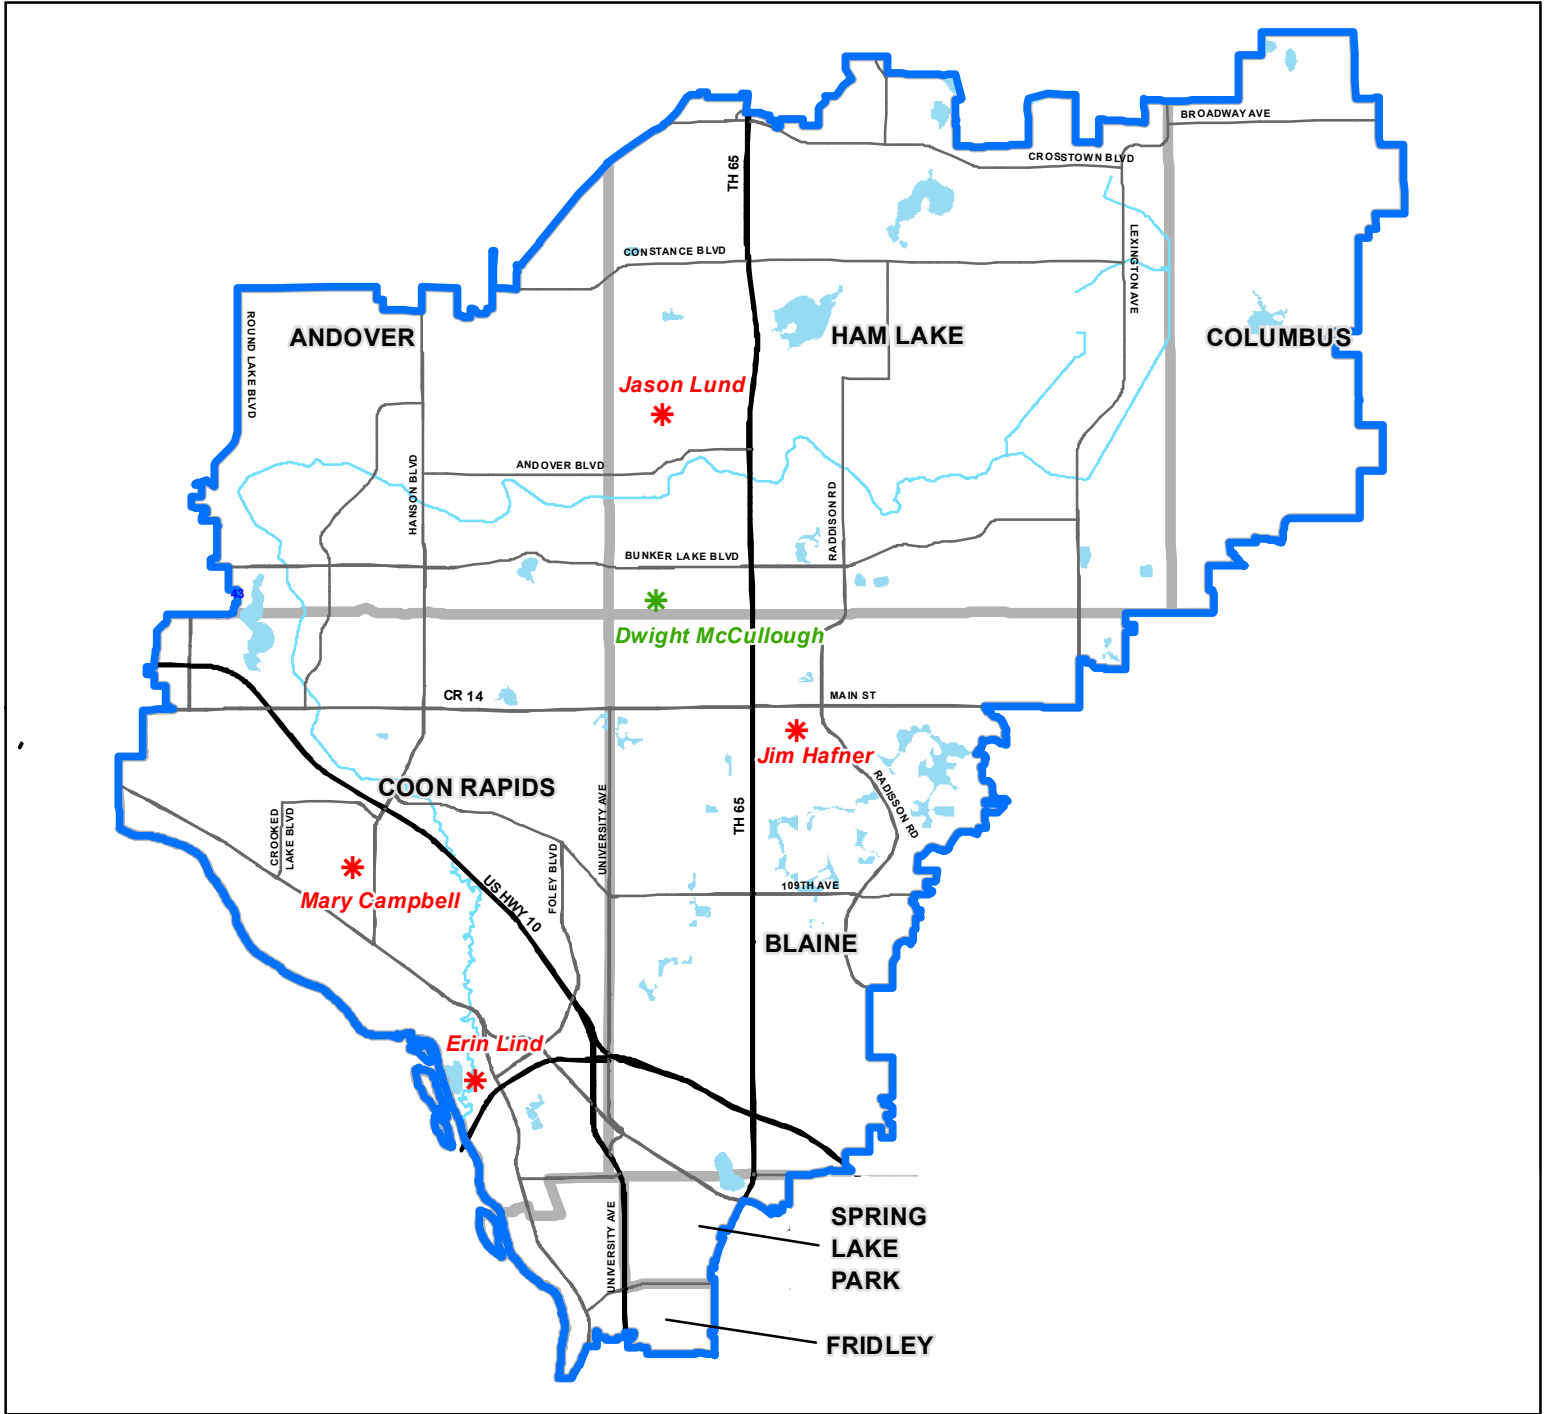 BROADWAY AVE
CROSSTOWN BLVD
TH 65
CONSTANCE BLVD
LEXINGTON AVE
ROUND LAKE BLVD
ANDOVER
HAM LAKE
COLUMBUS
Jason Lund
HANSON BLVD
ANDOVER BLVD
RADDISON RD
BUNKER LAKE BLVD
43
Dwight McCullough
CR 14
MAIN ST
Jim Hafner
COON RAPIDS
RADISSON RD
UNIVERSITY AVE
TH 65
CROOKED
LAKE BLVD
FOLEY BLVD
US HWY 10
109TH AVE
Mary Campbell
BLAINE
Erin Lind
UNIVERSITY AVE
SPRING
LAKE
PARK
FRIDLEY